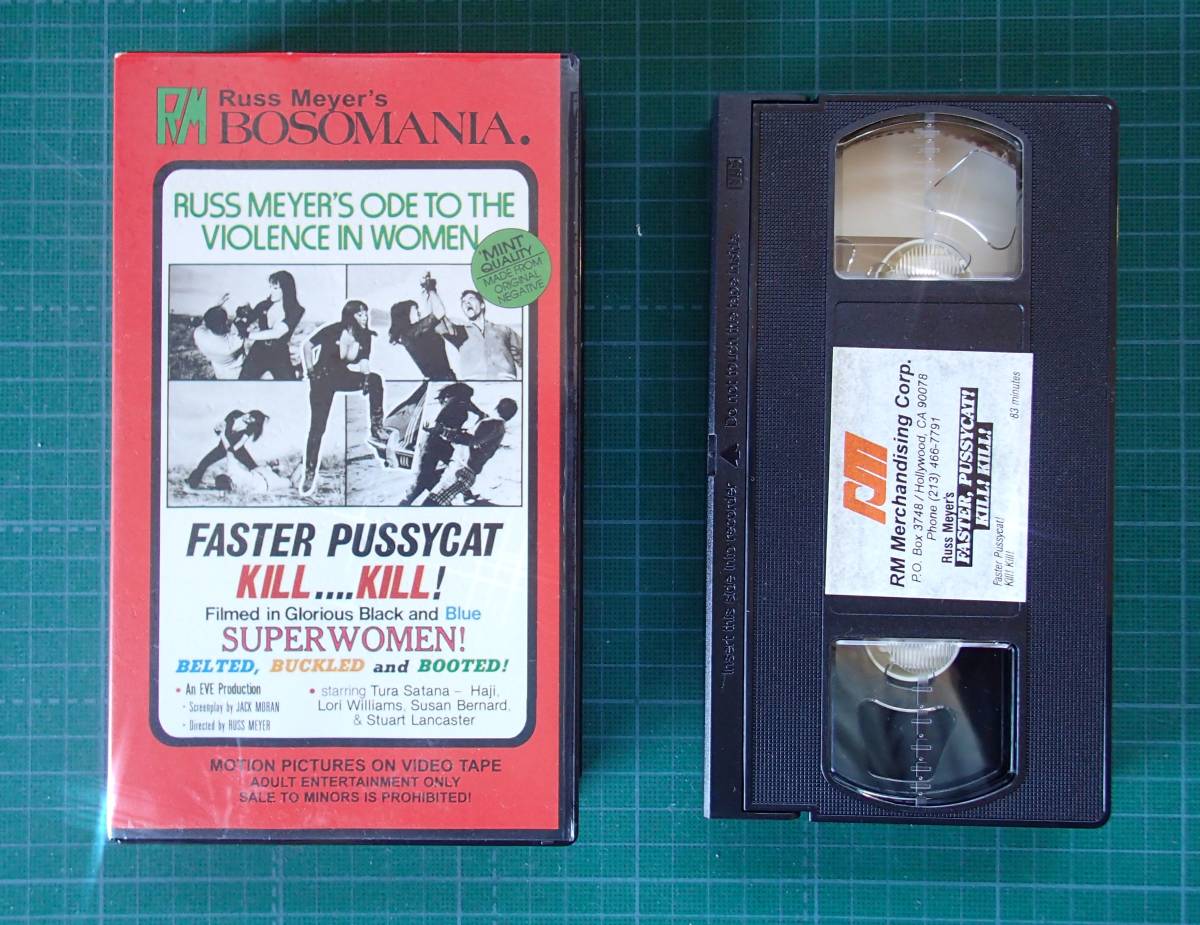 RM Russ Meyer's
BOSOMANIA.
RUSS MEYER'S ODE TO THE
VIOLENCE IN WOMEN
"MINT"
QUALITY
MADE FROM
ORIGINAL
NEGATIVE
FASTER PUSSYCAT
KILL....KILL!
Filmed in Glorious Black and Blue
SUPERWOMEN!
BELTED, BUCKLED and BOOTED!
• An EVE Production
• Screenplay by JACK MORAN
• Directed by RUSS MEYER
• starring Tura Satana – Haji,
Lori Williams, Susan Bernard,
& Stuart Lancaster
MOTION PICTURES ON VIDEO TAPE
ADULT ENTERTAINMENT ONLY
SALE TO MINORS IS PROHIBITED!
VHS
Insert this side into recorder ▲ Do not touch the tape inside
RM
RM Merchandising Corp.
P.O. Box 3748 / Hollywood, CA 90078
Phone (213) 466-7791
Russ Meyer's
FASTER, PUSSYCAT!
KILL! KILL!
Faster Pussycat!
Kill! Kill!
83 minutes